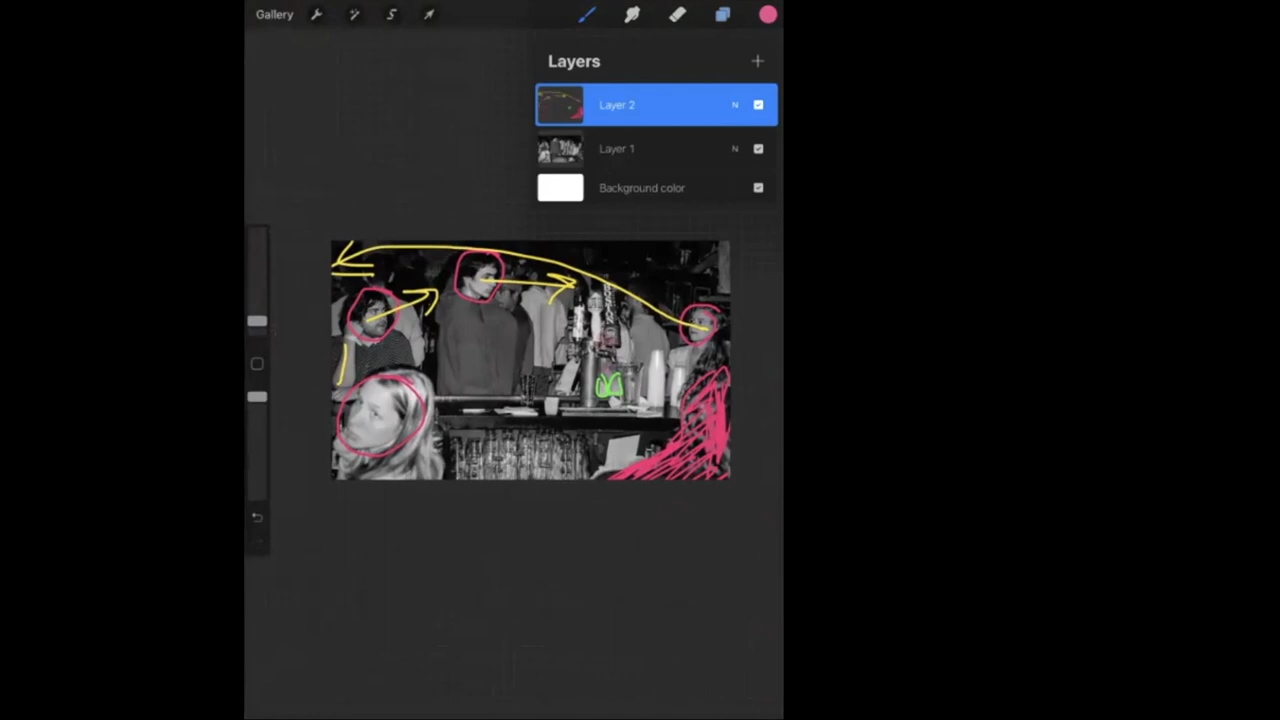 Gallery
Layers
Layer 2 N
Layer 1 N
Background color